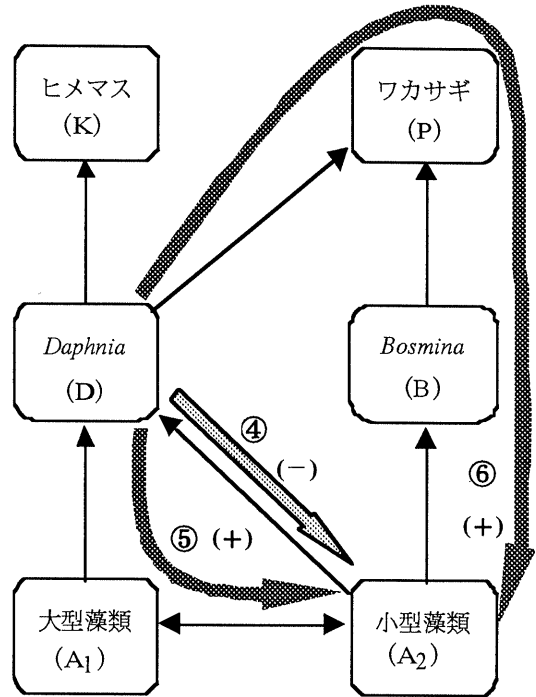 ヒメマス
(K)
ワカサギ
(P)
Daphnia
(D)
Bosmina
(B)
④
(−)
⑤ (+)
⑥
(+)
大型藻類
(A1)
小型藻類
(A2)